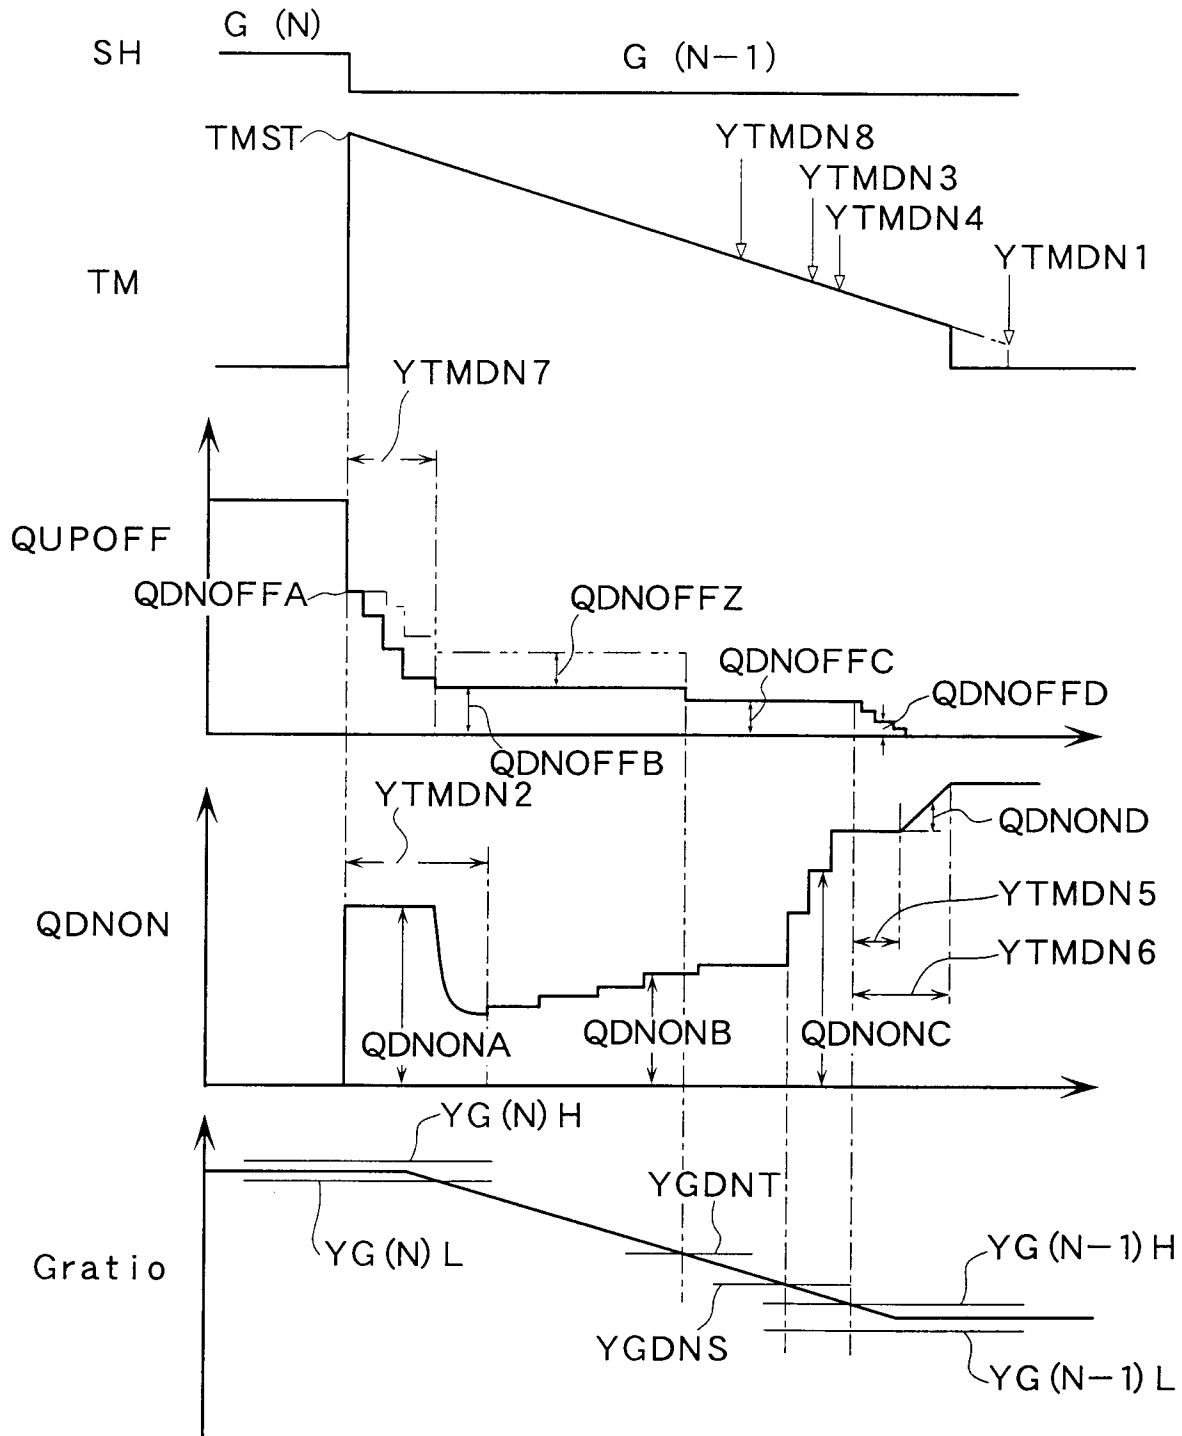 G (N)
SH
G (N-1)
TMST
YTMDN8
YTMDN3
YTMDN4
YTMDN1
TM
YTMDN7
QUPOFF
QDNOFFA
QDNOFFZ
QDNOFFC
QDNOFFD
QDNOFFB
YTMDN2
QDNOND
YTMDN5
QDNON
YTMDN6
QDNONA
QDNONB
QDNONC
YG(N)H
YGDNT
YG(N)L
YG(N-1)H
Gratio
YGDNS
YG(N-1)L